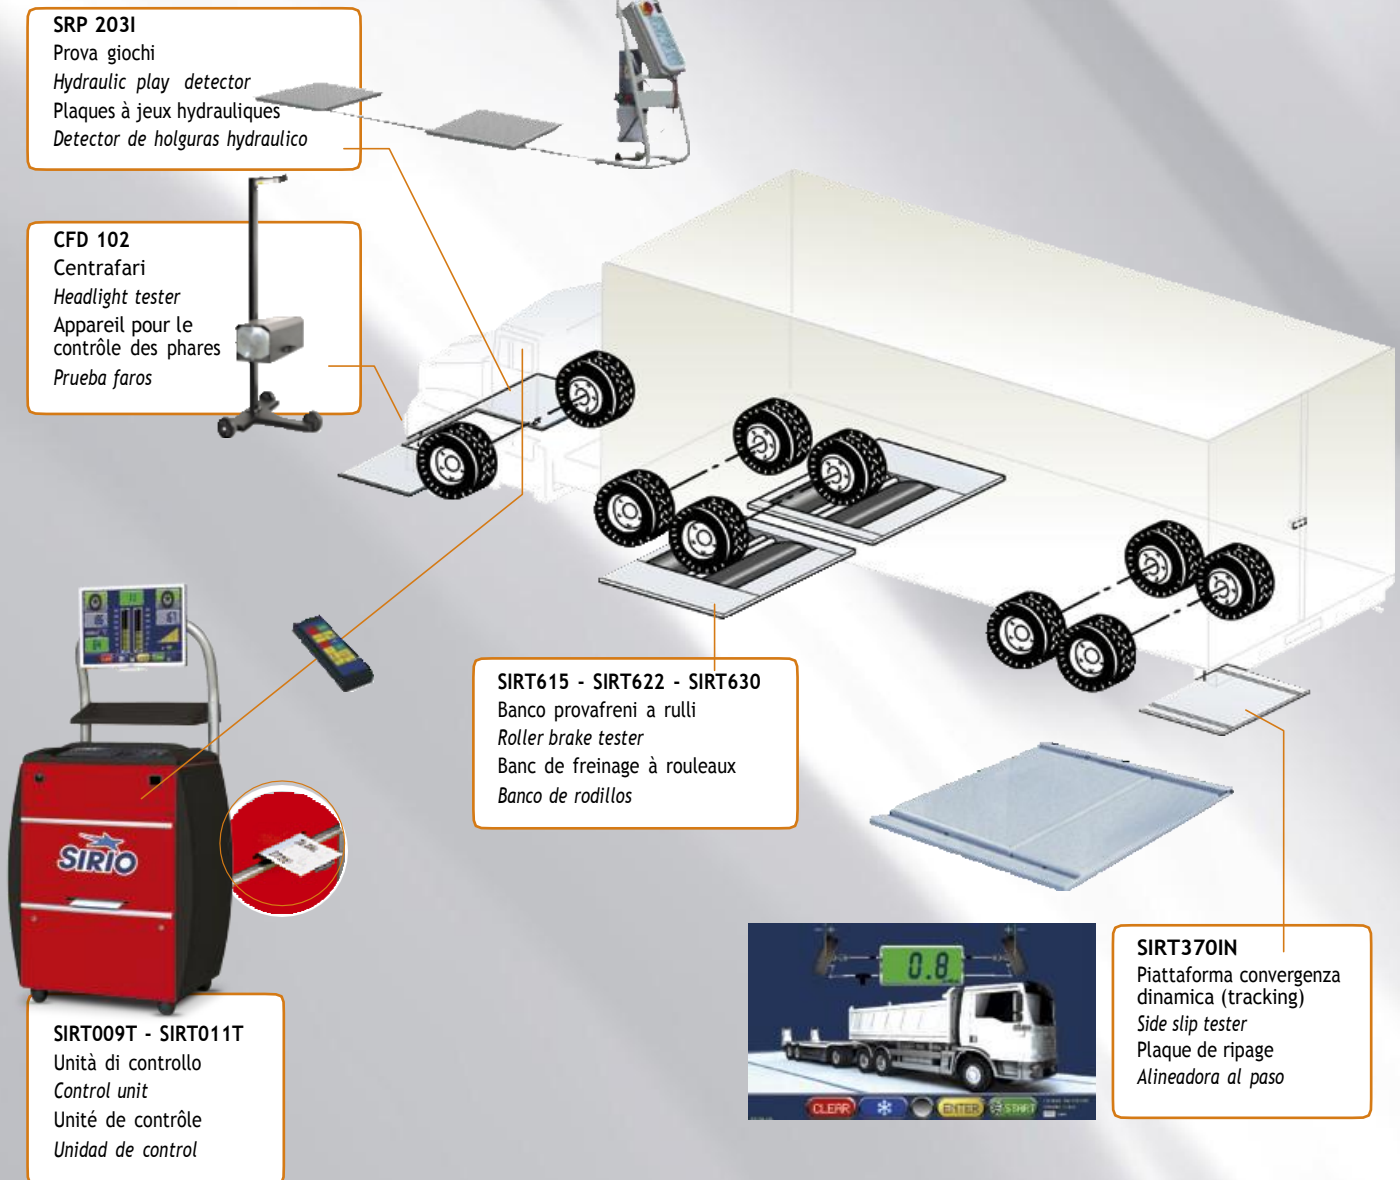 SRP 203I
Prova giochi
Hydraulic play detector
Plaques à jeux hydrauliques
Detector de holguras hydraulico
CFD 102
Centrafari
Headlight tester
Appareil pour le
contrôle des phares
Prueba faros
SIRT615 - SIRT622 - SIRT630
Banco provafreni a rulli
Roller brake tester
Banc de freinage à rouleaux
Banco de rodillos
SIRIO
SIRT009T - SIRT011T
Unità di controllo
Control unit
Unité de contrôle
Unidad de control
0.8
CLEAR ENTER START
SIRT370IN
Piattaforma convergenza
dinamica (tracking)
Side slip tester
Plaque de ripage
Alineadora al paso